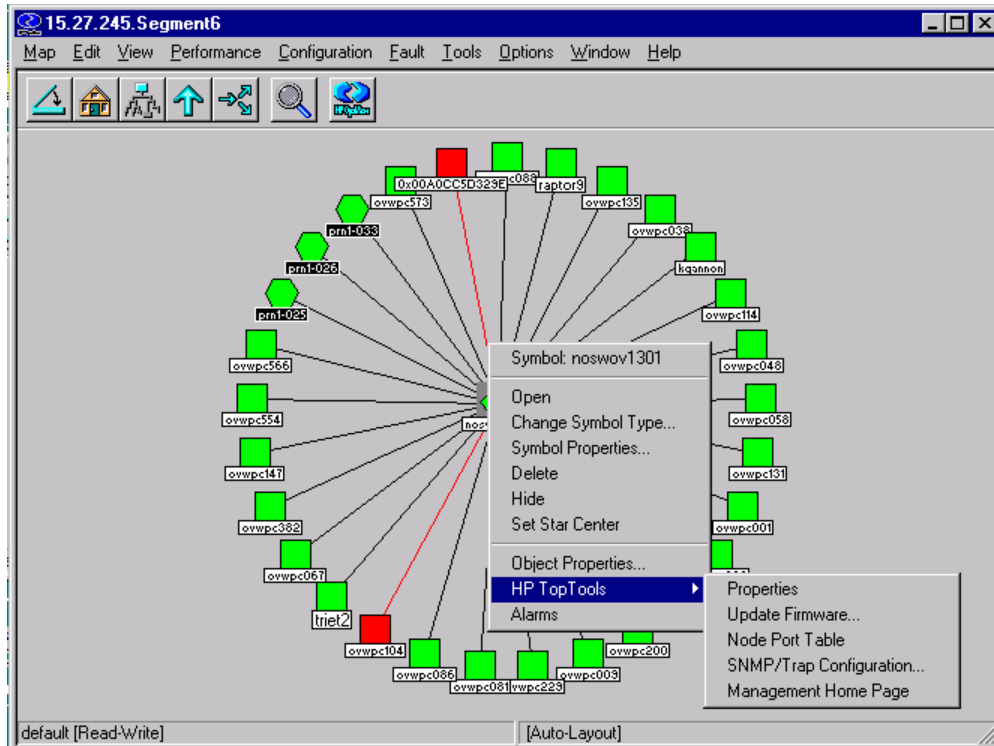 15.27.245.Segment6
Map Edit View Performance Configuration Fault Tools Options Window Help
0x00A0CC5D329E
raptor9
ovwpc573
ovwpc135
prn1-033
ovwpc038
prn1-026
kgannon
prn1-025
ovwpc114
ovwpc566
ovwpc048
ovwpc554
ovwpc058
ovwpc147
ovwpc131
ovwpc382
ovwpc001
ovwpc067
triet2
ovwpc104
ovwpc200
ovwpc086
ovwpc009
ovwpc081
vwpc229
Symbol: noswov1301
Open
Change Symbol Type...
Symbol Properties...
Delete
Hide
Set Star Center
Object Properties...
HP TopTools
Alarms
Properties
Update Firmware...
Node Port Table
SNMP/Trap Configuration...
Management Home Page
default [Read-Write]
[Auto-Layout]